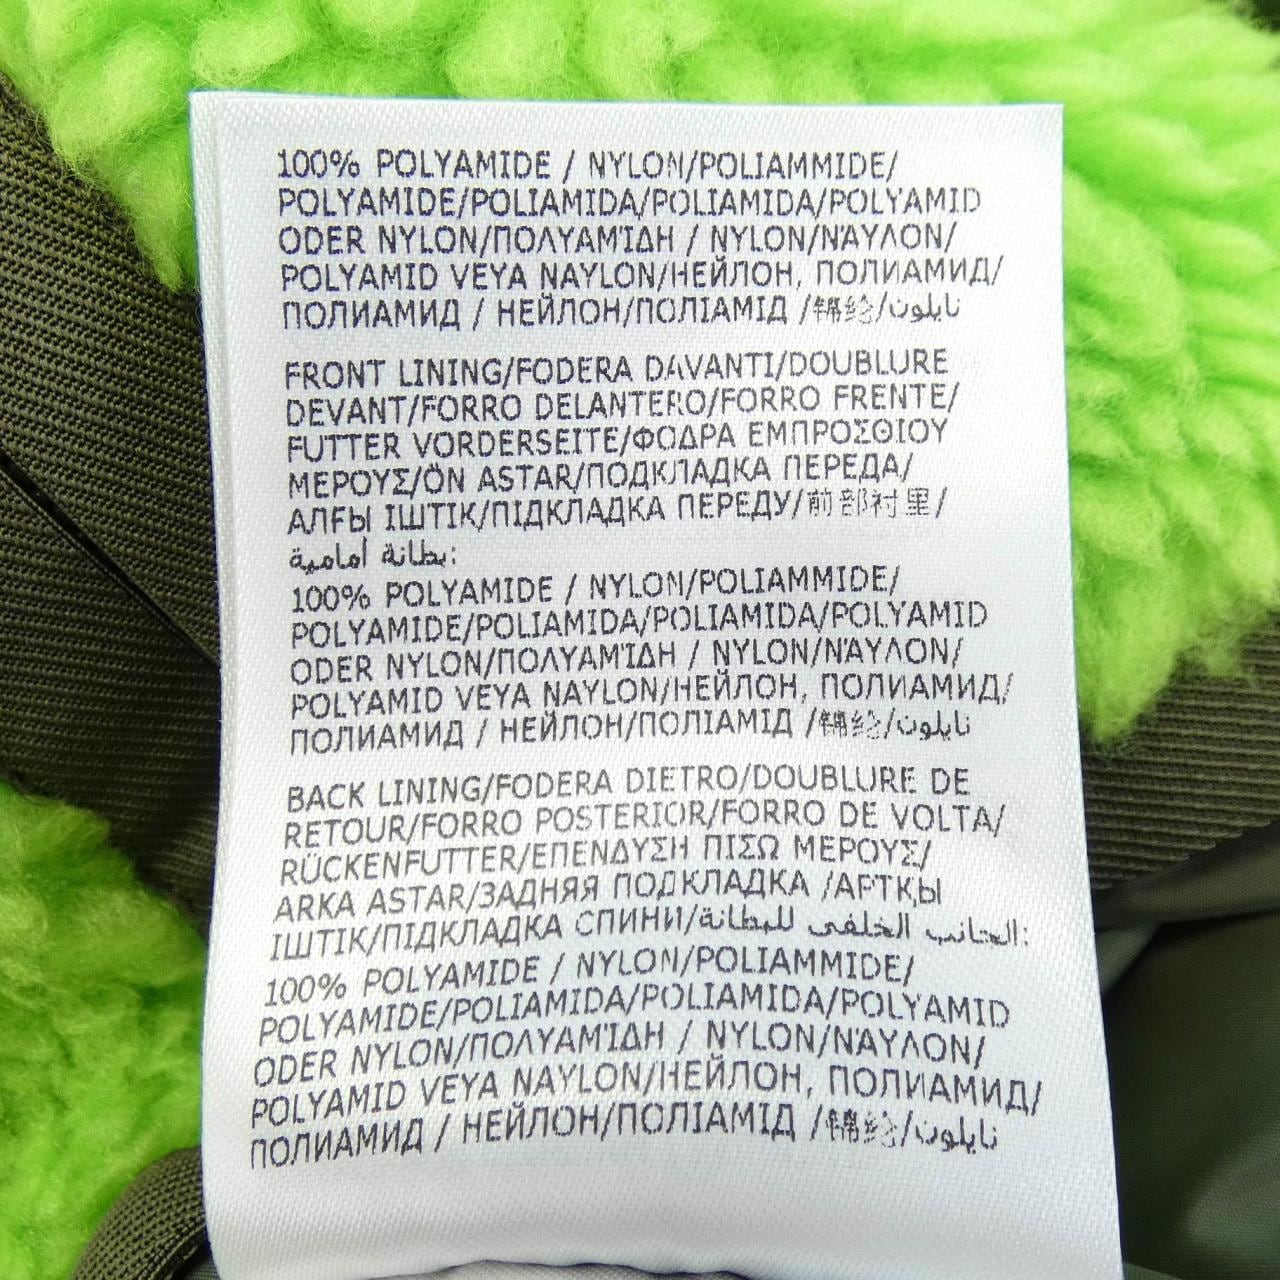 100% POLYAMIDE / NYLON/POLIAMMIDE/
POLYAMIDE/POLIAMIDA/POLIAMIDA/POLYAMID
ODER NYLON/ΠΟΛΥΑΜΊΔΗ / NYLON/ΝΆΥΛΟΝ/
POLYAMID VEYA NAYLON/НЕЙЛОН, ПОЛИАМИД/
ПОЛИАМИД / НЕЙЛОН/ПОЛІАМІД /锦纶/نايلون
FRONT LINING/FODERA DAVANTI/DOUBLURE
DEVANT/FORRO DELANTERO/FORRO FRENTE/
FUTTER VORDERSEITE/ΦΟΔΡΑ ΕΜΠΡΟΣΘΙΟΥ
ΜΕΡΟΥΣ/ÖN ASTAR/ПОДКЛАДКА ПЕРЕДА/
АЛҒЫ ІШТІК/ПІДКЛАДКА ПЕРЕДУ/前部衬里/
بطانة أمامية:
100% POLYAMIDE / NYLON/POLIAMMIDE/
POLYAMIDE/POLIAMIDA/POLIAMIDA/POLYAMID
ODER NYLON/ΠΟΛΥΑΜΊΔΗ / NYLON/ΝΆΥΛΟΝ/
POLYAMID VEYA NAYLON/НЕЙЛОН, ПОЛИАМИД/
ПОЛИАМИД / НЕЙЛОН/ПОЛІАМІД /锦纶/نايلون
BACK LINING/FODERA DIETRO/DOUBLURE DE
RETOUR/FORRO POSTERIOR/FORRO DE VOLTA/
RÜCKENFUTTER/ΕΠΕΝΔΥΣΗ ΠΙΣΩ ΜΕΡΟΥΣ/
ARKA ASTAR/ЗАДНЯЯ ПОДКЛАДКА /АРТҚЫ
ІШТІК/ПІДКЛАДКА СПИНИ/الجانب الخلفي للبطانة:
100% POLYAMIDE / NYLON/POLIAMMIDE/
POLYAMIDE/POLIAMIDA/POLIAMIDA/POLYAMID
ODER NYLON/ΠΟΛΥΑΜΊΔΗ / NYLON/ΝΆΥΛΟΝ/
POLYAMID VEYA NAYLON/НЕЙЛОН, ПОЛИАМИД/
ПОЛИАМИД / НЕЙЛОН/ПОЛІАМІД /锦纶/نايلون